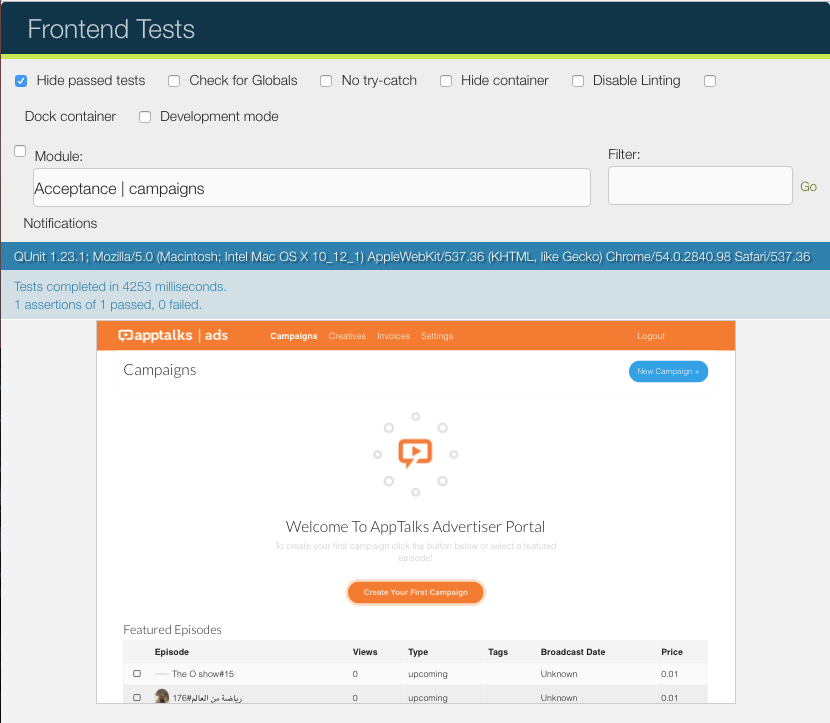 Frontend Tests
Hide passed tests Check for Globals No try-catch Hide container Disable Linting
Dock container Development mode
Module: Filter:
Acceptance | campaigns Go
Notifications
QUnit 1.23.1; Mozilla/5.0 (Macintosh; Intel Mac OS X 10_12_1) AppleWebKit/537.36 (KHTML, like Gecko) Chrome/54.0.2840.98 Safari/537.36
Tests completed in 4253 milliseconds.
1 assertions of 1 passed, 0 failed.
apptalks | ads Campaigns Creatives Invoices Settings Logout
Campaigns New Campaign +
Welcome To AppTalks Advertiser Portal
To create your first campaign click the button below or select a featured
episode!
Create Your First Campaign
Featured Episodes
Episode Views Type Tags Broadcast Date Price
The O show#15 0 upcoming Unknown 0.01
رياضة من العالم#176 0 upcoming Unknown 0.01